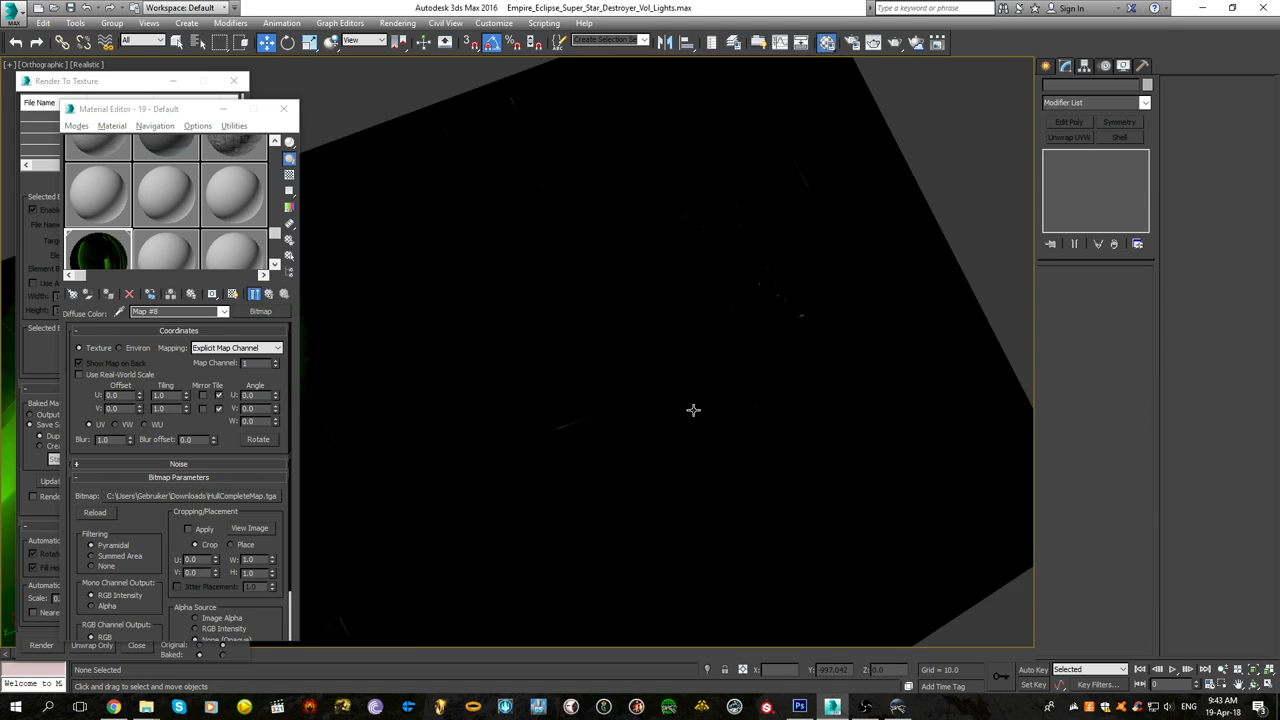 Autodesk 3ds Max 2016    Empire_Eclipse_Super_Star_Destroyer_Vol_Lights.max
Workspace: Default
Type a keyword or phrase
Sign In
MAX
Edit Tools Group Views Create Modifiers Animation Graph Editors Rendering Civil View Customize Scripting Help
All
View
Create Selection Se
[+] [Orthographic] [Realistic]
Render To Texture
File Name
Material Editor - 19 - Default
Modes Material Navigation Options Utilities
Modifier List
Edit Poly Symmetry
Unwrap UVW Shell
Selected
Enable
File Name
Element B
Use A
Width:
Height:
Selected
Diffuse Color: Map #8 Bitmap
Coordinates
Texture Environ Mapping: Explicit Map Channel
Show Map on Back Map Channel: 1
Use Real-World Scale
Offset Tiling Mirror Tile Angle
U: 0.0 1.0 U: 0.0
V: 0.0 1.0 V: 0.0
UV VW WU W: 0.0
Blur: 1.0 Blur offset: 0.0 Rotate
Noise
Bitmap Parameters
Bitmap: C:\Users\Gebruiker\Downloads\HullCompleteMap.tga
Reload
Cropping/Placement
Apply View Image
Filtering
Pyramidal
Summed Area
None
Crop Place
U: 0.0 W: 1.0
V: 0.0 H: 1.0
Jitter Placement: 1.0
Mono Channel Output:
RGB Intensity
Alpha
Alpha Source
Image Alpha
RGB Intensity
None (Opaque)
RGB Channel Output:
RGB
Baked Ma
Output
Save S
Dup
Crea
Updat
Rende
Automatic
Rotat
Fill Ho
Automatic
Scale:
Render Unwrap Only Close
Original:
Baked:
None Selected
Click and drag to select and move objects
Welcome to M
X: Y: -997.042 Z: 0.0
Grid = 10.0
Add Time Tag
Auto Key Selected
Set Key Key Filters...
0
9:43 AM
19-Apr-18